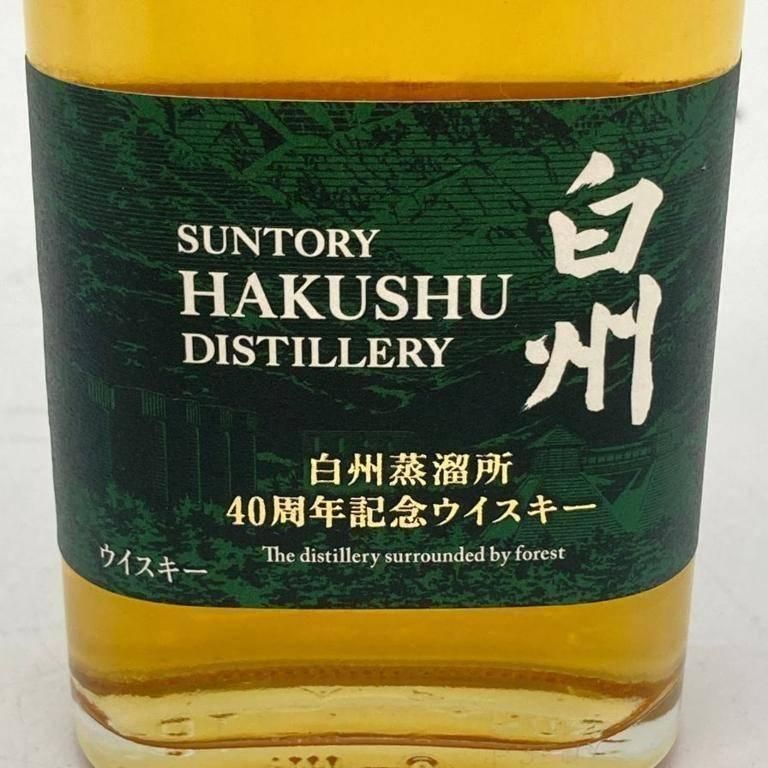 SUNTORY
HAKUSHU
DISTILLERY
白州
白州蒸溜所
40周年記念ウイスキー
The distillery surrounded by forest
ウイスキー